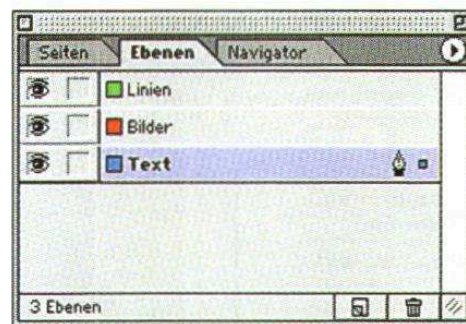 Seiten Ebenen Navigator
Linien
Bilder
Text
3 Ebenen